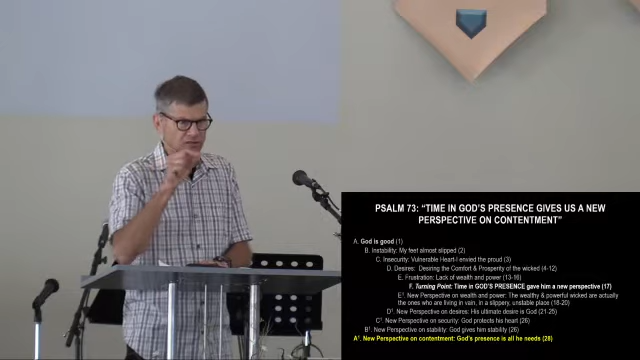 PSALM 73: “TIME IN GOD’S PRESENCE GIVES US A NEW
PERSPECTIVE ON CONTENTMENT”
A. God is good (1)
B. Instability: My feet almost slipped (2)
C. Insecurity: Vulnerable Heart-I envied the proud (3)
D. Desires: Desiring the Comfort & Prosperity of the wicked (4-12)
E. Frustration: Lack of wealth and power (13-16)
F. Turning Point: Time in GOD’S PRESENCE gave him a new perspective (17)
E¹. New Perspective on wealth and power: The wealthy & powerful wicked are actually
the ones who are living in vain, in a slippery, unstable place (18-20)
D¹. New Perspective on desires: His ultimate desire is God (21-25)
C¹. New Perspective on security: God protects his heart (26)
B¹. New Perspective on stability: God gives him stability (26)
A¹. New Perspective on contentment: God’s presence is all he needs (28)